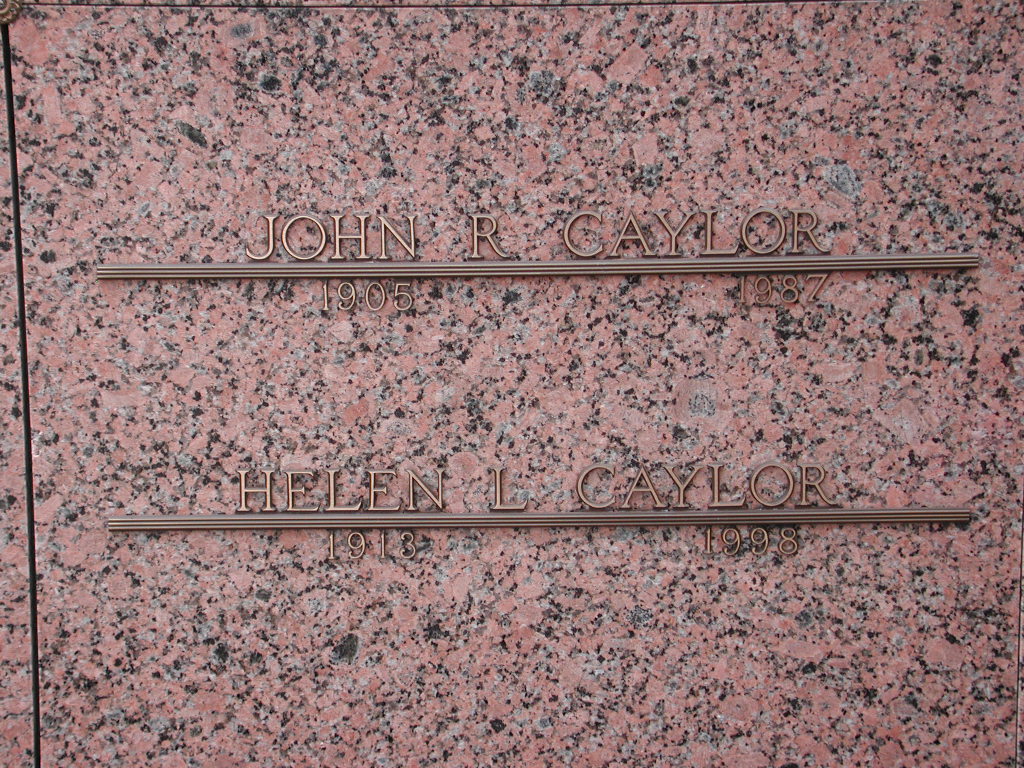 JOHN R CAYLOR
1905 1987
HELEN L CAYLOR
1913 1998